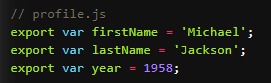 // profile.js
export var firstName = 'Michael';
export var lastName = 'Jackson';
export var year = 1958;